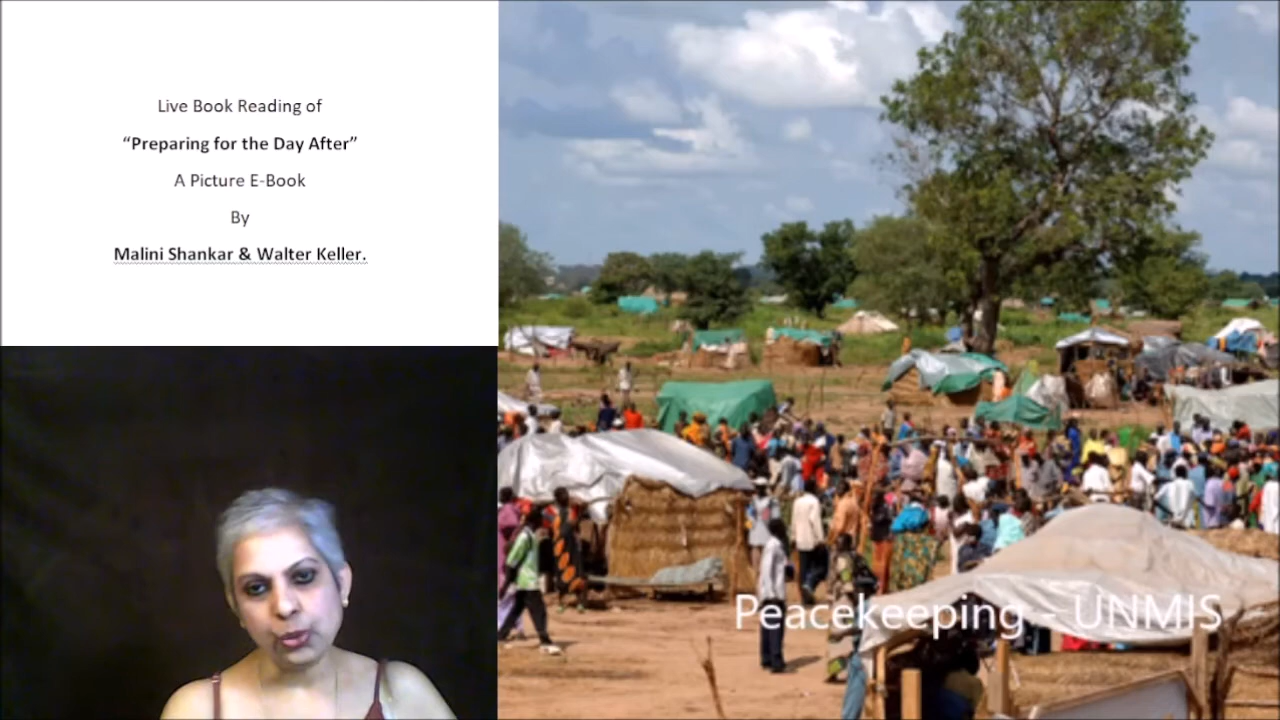 Live Book Reading of
“Preparing for the Day After”
A Picture E-Book
By
Malini Shankar & Walter Keller.
Peacekeeping - UNMIS